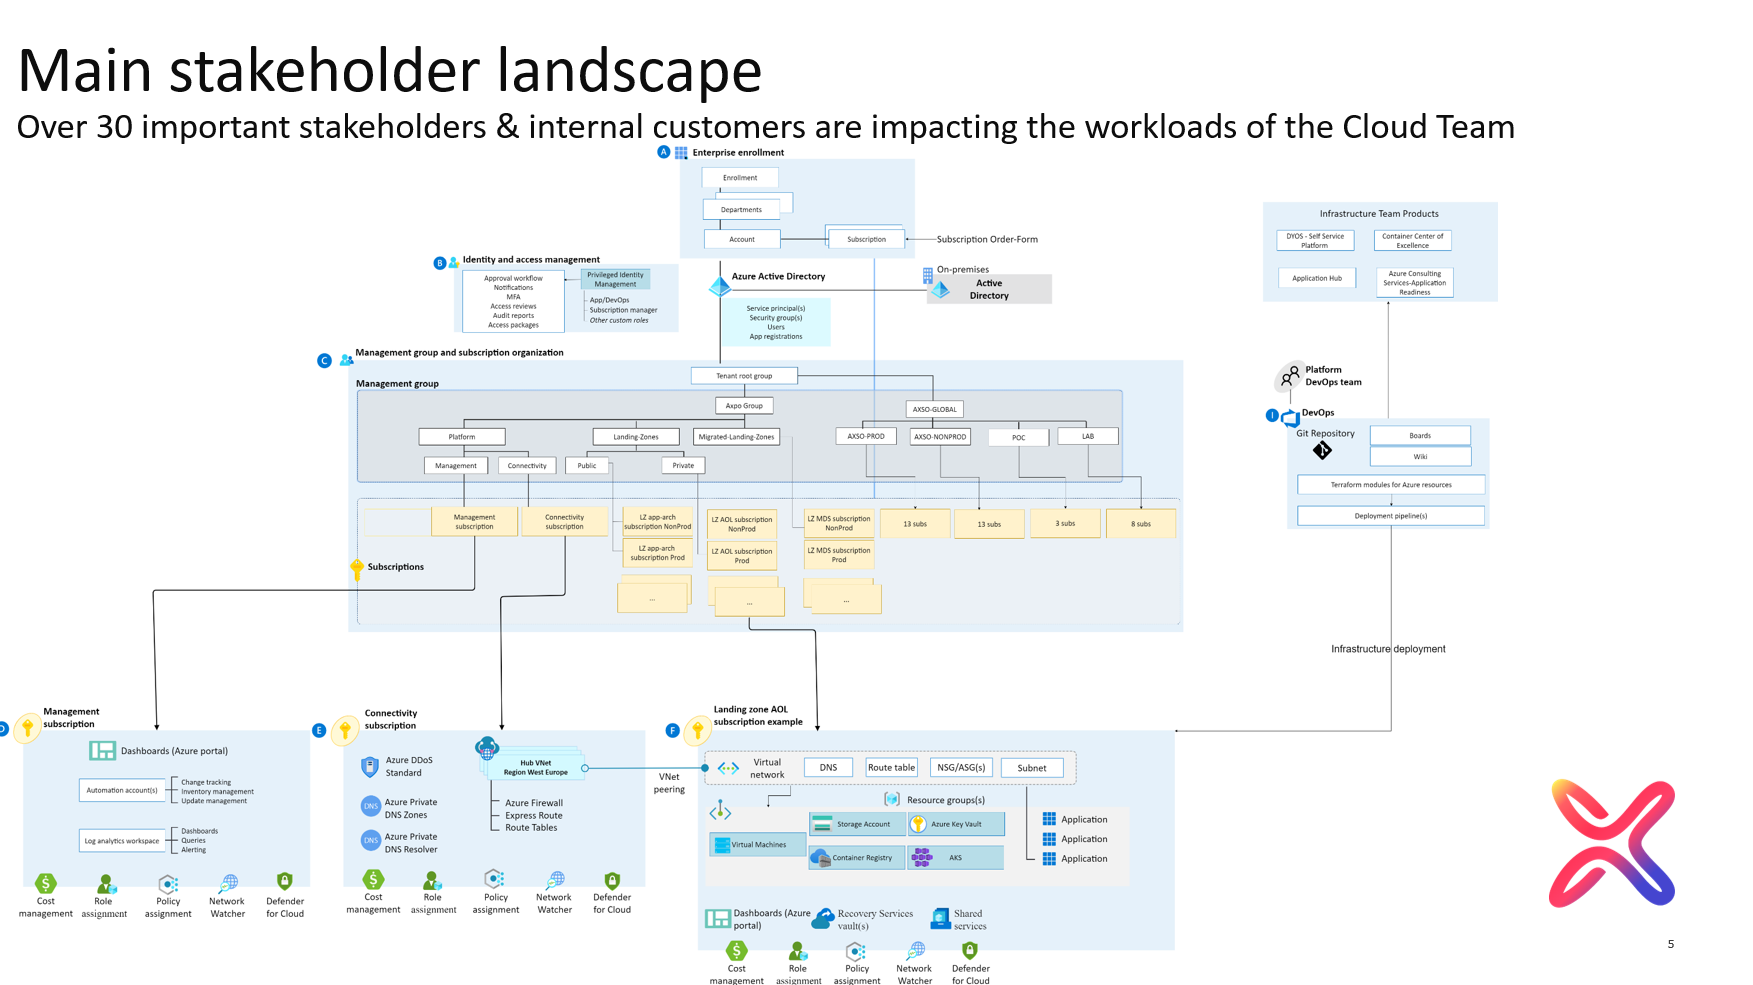 Main stakeholder landscape
Over 30 important stakeholders & internal customers are impacting the workloads of the Cloud Team
A
Enterprise enrollment
Enrollment
Departments
Account
Subscription
Subscription Order-Form
B
Identity and access management
Approval workflow
Notifications
MFA
Access reviews
Audit reports
Access packages
Privileged Identity
Management
App/DevOps
Subscription manager
Other custom roles
Azure Active Directory
On-premises
Active
Directory
Service principal(s)
Security group(s)
Users
App registrations
C
Management group and subscription organization
Management group
Tenant root group
Axpo Group
AXSO-GLOBAL
Platform
Landing-Zones
Migrated-Landing-Zones
AXSO-PROD
AXSO-NONPROD
POC
LAB
Management
Connectivity
Public
Private
Management
subscription
Connectivity
subscription
LZ app-arch
subscription NonProd
LZ app-arch
subscription Prod
...
LZ AOL subscription
NonProd
LZ AOL subscription
Prod
...
LZ MDS subscription
NonProd
LZ MDS subscription
Prod
...
13 subs
13 subs
3 subs
8 subs
Subscriptions
Infrastructure Team Products
DYOS - Self Service
Platform
Container Center of
Excellence
Application Hub
Azure Consulting
Services-Application
Readiness
Platform
DevOps team
I
DevOps
Git Repository
Boards
Wiki
Terraform modules for Azure resources
Deployment pipeline(s)
Infrastructure deployment
D
Management
subscription
Dashboards (Azure portal)
Automation account(s)
Change tracking
Inventory management
Update management
Log analytics workspace
Dashboards
Queries
Alerting
Cost
management
Role
assignment
Policy
assignment
Network
Watcher
Defender
for Cloud
E
Connectivity
subscription
Azure DDoS
Standard
DNS
Azure Private
DNS Zones
DNS
Azure Private
DNS Resolver
Hub VNet
Region West Europe
Azure Firewall
Express Route
Route Tables
VNet
peering
Cost
management
Role
assignment
Policy
assignment
Network
Watcher
Defender
for Cloud
F
Landing zone AOL
subscription example
Virtual
network
DNS
Route table
NSG/ASG(s)
Subnet
Resource groups(s)
Virtual Machines
Storage Account
Azure Key Vault
Container Registry
AKS
Application
Application
Application
Dashboards (Azure
portal)
Recovery Services
vault(s)
Shared
services
Cost
management
Role
assignment
Policy
assignment
Network
Watcher
Defender
for Cloud
5